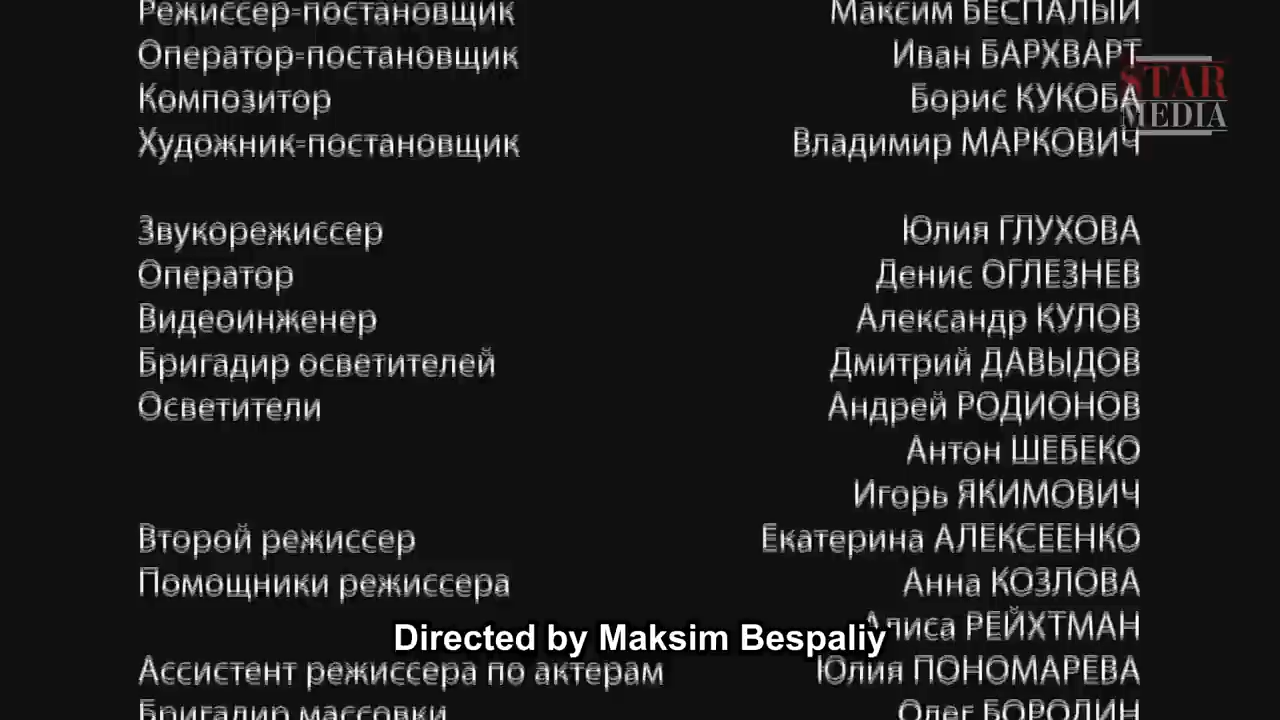 Режиссер-постановщик Максим БЕСПАЛЫЙ
Оператор-постановщик Иван БАРХВАРТ
Композитор Борис КУКОБА
Художник-постановщик Владимир МАРКОВИЧ
STAR
MEDIA
Звукорежиссер Юлия ГЛУХОВА
Оператор Денис ОГЛЕЗНЕВ
Видеоинженер Александр КУЛОВ
Бригадир осветителей Дмитрий ДАВЫДОВ
Осветители Андрей РОДИОНОВ
Антон ШЕБЕКО
Игорь ЯКИМОВИЧ
Второй режиссер Екатерина АЛЕКСЕЕНКО
Помощники режиссера Анна КОЗЛОВА
Алиса РЕЙХТМАН
Directed by Maksim Bespaliy
Ассистент режиссера по актерам Юлия ПОНОМАРЕВА
Бригадир массовки Олег БОРОДИН